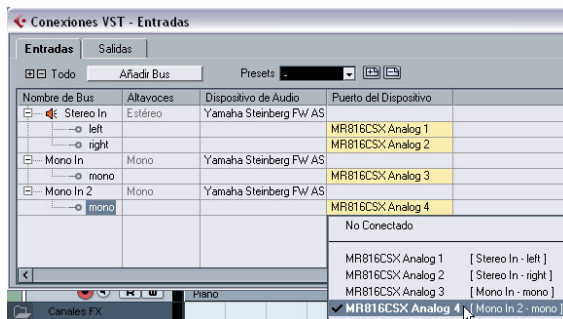 Conexiones VST - Entradas
Entradas Salidas
Todo Añadir Bus Presets -
Nombre de Bus Altavoces Dispositivo de Audio Puerto del Dispositivo
Stereo In Estéreo Yamaha Steinberg FW AS
left MR816CSX Analog 1
right MR816CSX Analog 2
Mono In Mono Yamaha Steinberg FW AS
mono MR816CSX Analog 3
Mono In 2 Mono Yamaha Steinberg FW AS
mono MR816CSX Analog 4
No Conectado
MR816CSX Analog 1 [ Stereo In - left ]
MR816CSX Analog 2 [ Stereo In - right ]
MR816CSX Analog 3 [ Mono In - mono ]
MR816CSX Analog 4 [ Mono In 2 - mono ]
R W Piano
Canales FX